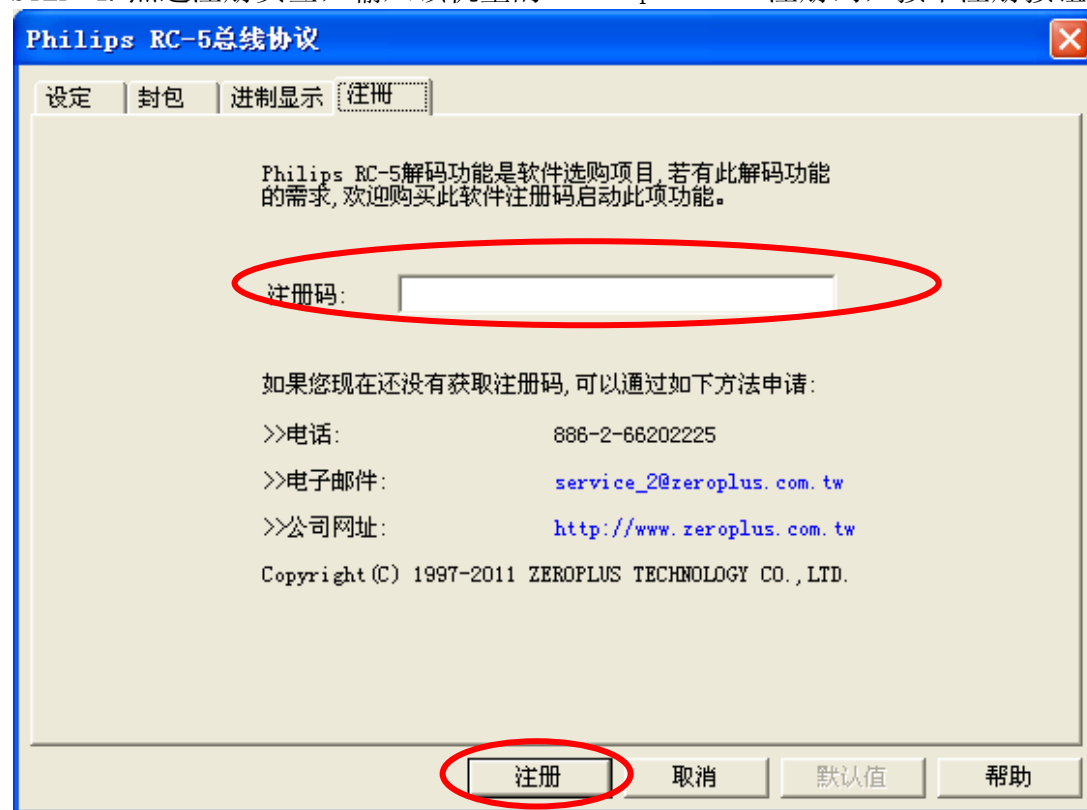 Philips RC-5总线协议
设定 封包 进制显示 注册
Philips RC-5解码功能是软件选购项目,若有此解码功能
的需求,欢迎购买此软件注册码启动此项功能。
注册码:
如果您现在还没有获取注册码,可以通过如下方法申请:
>>电话: 886-2-66202225
>>电子邮件: service_2@zeroplus.com.tw
>>公司网址: http://www.zeroplus.com.tw
Copyright(C) 1997-2011 ZEROPLUS TECHNOLOGY CO.,LTD.
注册 取消 默认值 帮助